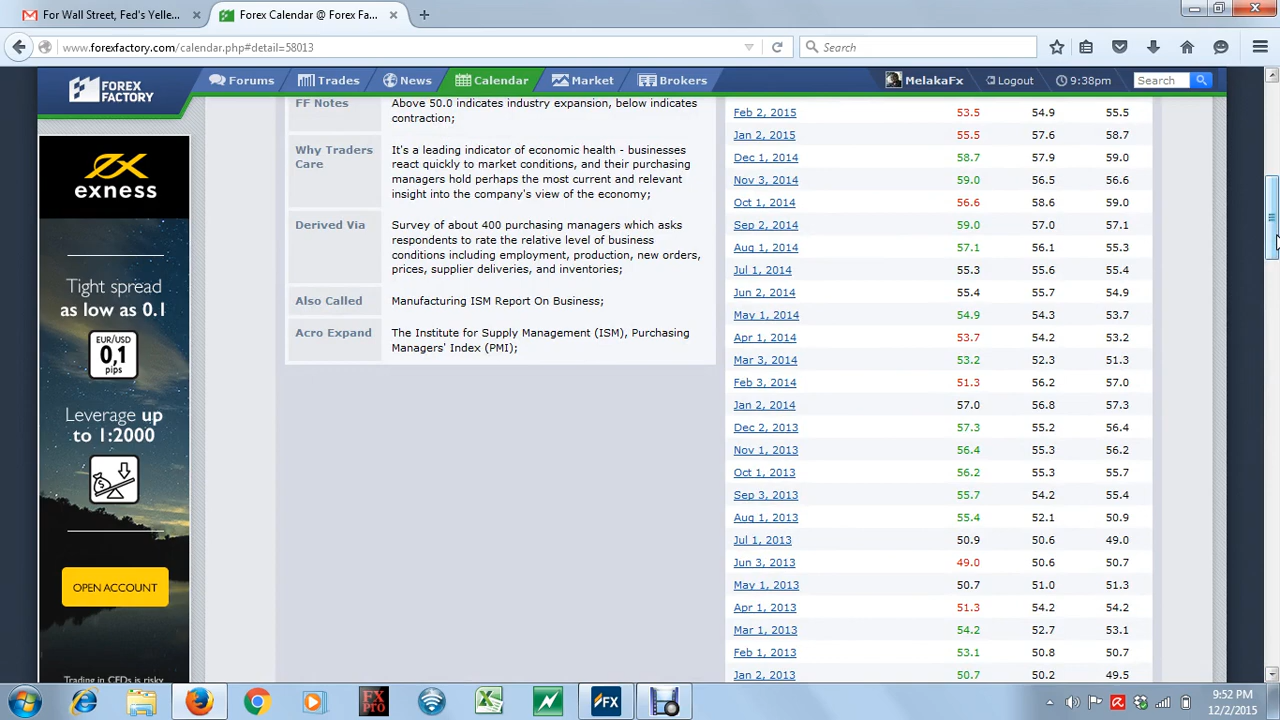 For Wall Street, Fed's Yelle...
Forex Calendar @ Forex Fa...
www.forexfactory.com/calendar.php#detail=58013
Search
FOREX FACTORY
Forums
Trades
News
Calendar
Market
Brokers
MelakaFx
Logout
9:38pm
Search
exness
Tight spread
as low as 0.1
EUR/USD
0,1
pips
Leverage up
to 1:2000
OPEN ACCOUNT
Trading in CFDs is risky
FF Notes
Above 50.0 indicates industry expansion, below indicates
contraction;
Why Traders
Care
It's a leading indicator of economic health - businesses
react quickly to market conditions, and their purchasing
managers hold perhaps the most current and relevant
insight into the company's view of the economy;
Derived Via
Survey of about 400 purchasing managers which asks
respondents to rate the relative level of business
conditions including employment, production, new orders,
prices, supplier deliveries, and inventories;
Also Called
Manufacturing ISM Report On Business;
Acro Expand
The Institute for Supply Management (ISM), Purchasing
Managers' Index (PMI);
Feb 2, 2015 53.5 54.9 55.5
Jan 2, 2015 55.5 57.6 58.7
Dec 1, 2014 58.7 57.9 59.0
Nov 3, 2014 59.0 56.5 56.6
Oct 1, 2014 56.6 58.6 59.0
Sep 2, 2014 59.0 57.0 57.1
Aug 1, 2014 57.1 56.1 55.3
Jul 1, 2014 55.3 55.6 55.4
Jun 2, 2014 55.4 55.7 54.9
May 1, 2014 54.9 54.3 53.7
Apr 1, 2014 53.7 54.2 53.2
Mar 3, 2014 53.2 52.3 51.3
Feb 3, 2014 51.3 56.2 57.0
Jan 2, 2014 57.0 56.8 57.3
Dec 2, 2013 57.3 55.2 56.4
Nov 1, 2013 56.4 55.3 56.2
Oct 1, 2013 56.2 55.3 55.7
Sep 3, 2013 55.7 54.2 55.4
Aug 1, 2013 55.4 52.1 50.9
Jul 1, 2013 50.9 50.6 49.0
Jun 3, 2013 49.0 50.6 50.7
May 1, 2013 50.7 51.0 51.3
Apr 1, 2013 51.3 54.2 54.2
Mar 1, 2013 54.2 52.7 53.1
Feb 1, 2013 53.1 50.8 50.7
Jan 2, 2013 50.7 50.2 49.5
FX PRO
FX
9:52 PM
12/2/2015